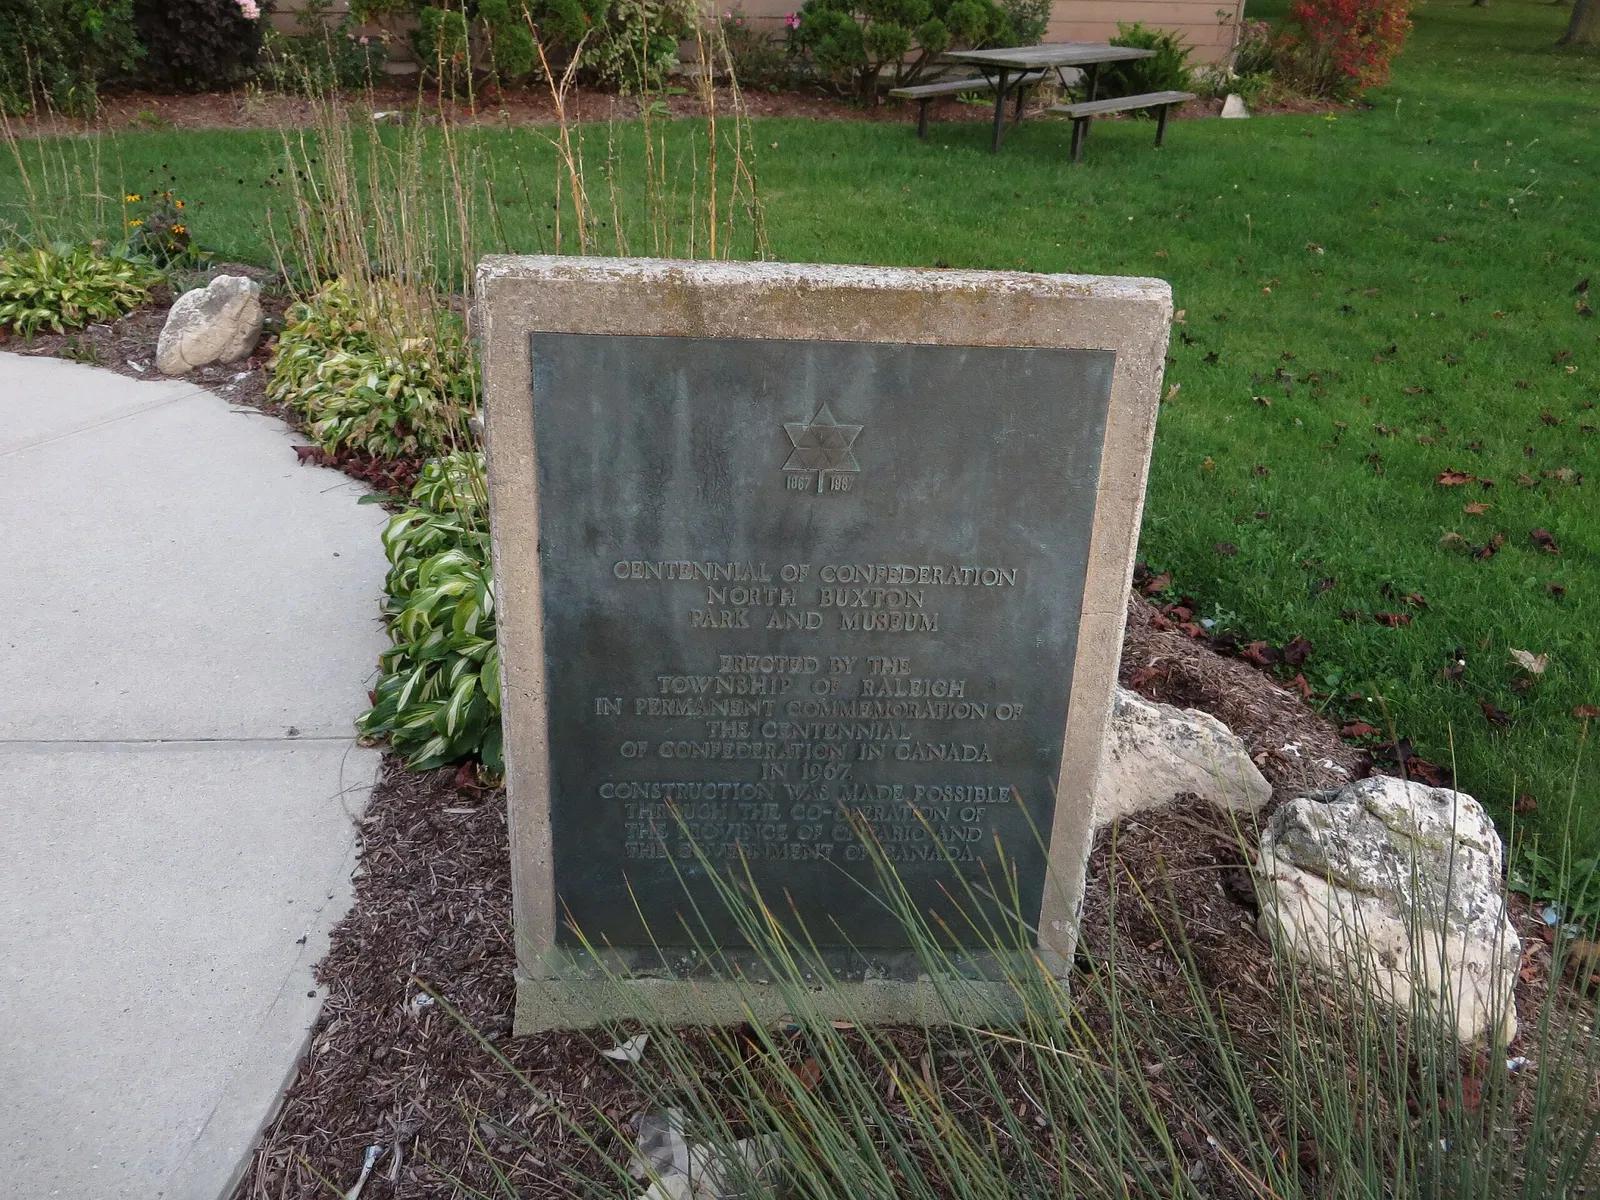 1867 1967
CENTENNIAL OF CONFEDERATION
NORTH BUXTON
PARK AND MUSEUM
ERECTED BY THE
TOWNSHIP OF RALEIGH
IN PERMANENT COMMEMORATION OF
THE CENTENNIAL
OF CONFEDERATION IN CANADA
IN 1967.
CONSTRUCTION WAS MADE POSSIBLE
THROUGH THE CO-OPERATION OF
THE PROVINCE OF ONTARIO AND
THE GOVERNMENT OF CANADA.